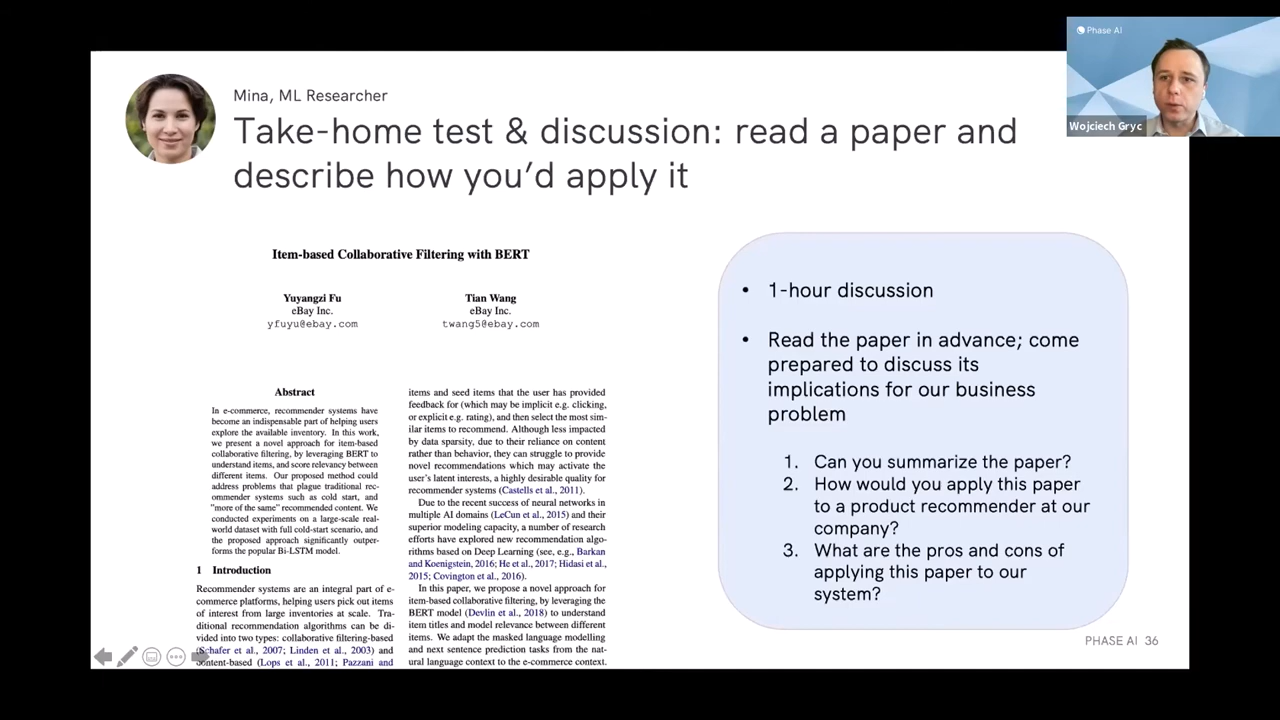 Phase AI
Wojciech Gryc
Mina, ML Researcher
Take-home test & discussion: read a paper and
describe how you'd apply it
Item-based Collaborative Filtering with BERT
Yuyangzi Fu
eBay Inc.
yfuyu@ebay.com
Tian Wang
eBay Inc.
twang5@ebay.com
Abstract
In e-commerce, recommender systems have
become an indispensable part of helping users
explore the available inventory. In this work,
we present a novel approach for item-based
collaborative filtering, by leveraging BERT to
understand items, and score relevancy between
different items. Our proposed method could
address problems that plague traditional rec-
ommender systems such as cold start, and
"more of the same" recommended content. We
conducted experiments on a large-scale real-
world dataset with full cold-start scenario, and
the proposed approach significantly outper-
forms the popular Bi-LSTM model.
1 Introduction
Recommender systems are an integral part of e-
commerce platforms, helping users pick out items
of interest from large inventories at scale. Tra-
ditional recommendation algorithms can be di-
vided into two types: collaborative filtering-based
(Schafer et al., 2007; Linden et al., 2003) and
content-based (Lops et al., 2011; Pazzani and
items and seed items that the user has provided
feedback for (which may be implicit e.g. clicking,
or explicit e.g. rating), and then select the most sim-
ilar items to recommend. Although less impacted
by data sparsity, due to their reliance on content
rather than behavior, they can struggle to provide
novel recommendations which may activate the
user's latent interests, a highly desirable quality for
recommender systems (Castells et al., 2011).
Due to the recent success of neural networks in
multiple AI domains (LeCun et al., 2015) and their
superior modeling capacity, a number of research
efforts have explored new recommendation algo-
rithms based on Deep Learning (see, e.g., Barkan
and Koenigstein, 2016; He et al., 2017; Hidasi et al.,
2015; Covington et al., 2016).
In this paper, we propose a novel approach for
item-based collaborative filtering, by leveraging the
BERT model (Devlin et al., 2018) to understand
item titles and model relevance between different
items. We adapt the masked language modelling
and next sentence prediction tasks from the nat-
ural language context to the e-commerce context.
• 1-hour discussion
• Read the paper in advance; come
prepared to discuss its
implications for our business
problem
1. Can you summarize the paper?
2. How would you apply this paper
to a product recommender at our
company?
3. What are the pros and cons of
applying this paper to our
system?
PHASE AI 36